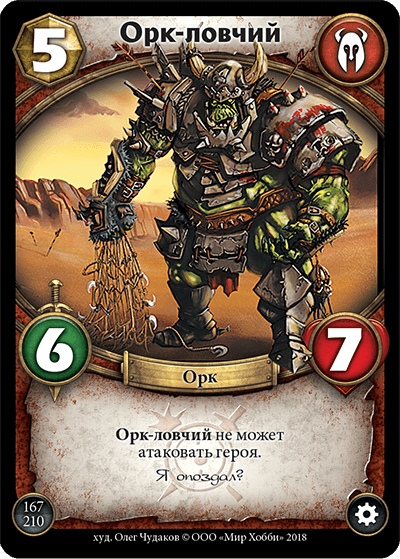 5
Орк-ловчий
6
7
Орк
Орк-ловчий не может
атаковать героя.
Я опоздал?
167
210
худ. Олег Чудаков © ООО «Мир Хобби» 2018